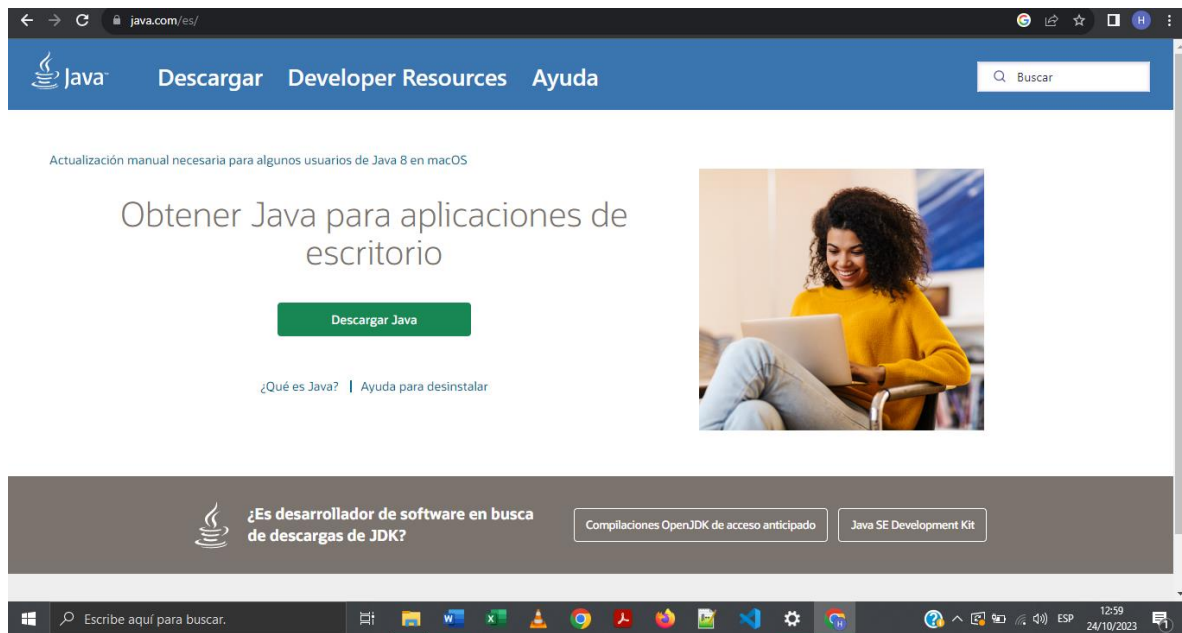 java.com/es/
H
Java
Descargar
Developer Resources
Ayuda
Buscar
Actualización manual necesaria para algunos usuarios de Java 8 en macOS
Obtener Java para aplicaciones de
escritorio
Descargar Java
¿Qué es Java? | Ayuda para desinstalar
¿Es desarrollador de software en busca
de descargas de JDK?
Compilaciones OpenJDK de acceso anticipado
Java SE Development Kit
Escribe aquí para buscar.
ESP
12:59
24/10/2023